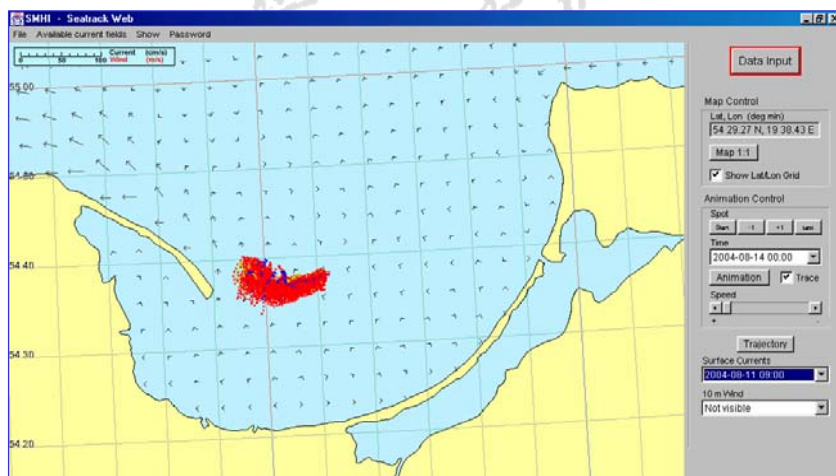 SMHI - Seatrack Web
File Available current fields Show Password
Current (cm/s)
0 50 100 Wind (m/s)
55.00
54.40
54.30
54.20
Data Input
Map Control
Lat, Lon (deg min)
54 29.27 N, 19 38.43 E
Map 1:1
Show Lat/Lon Grid
Animation Control
Spot
-1 +1
Time
2004-08-14 00:00
Animation Trace
Speed
+ -
Trajectory
Surface Currents
2004-08-11 09:00
10 m Wind
Not visible